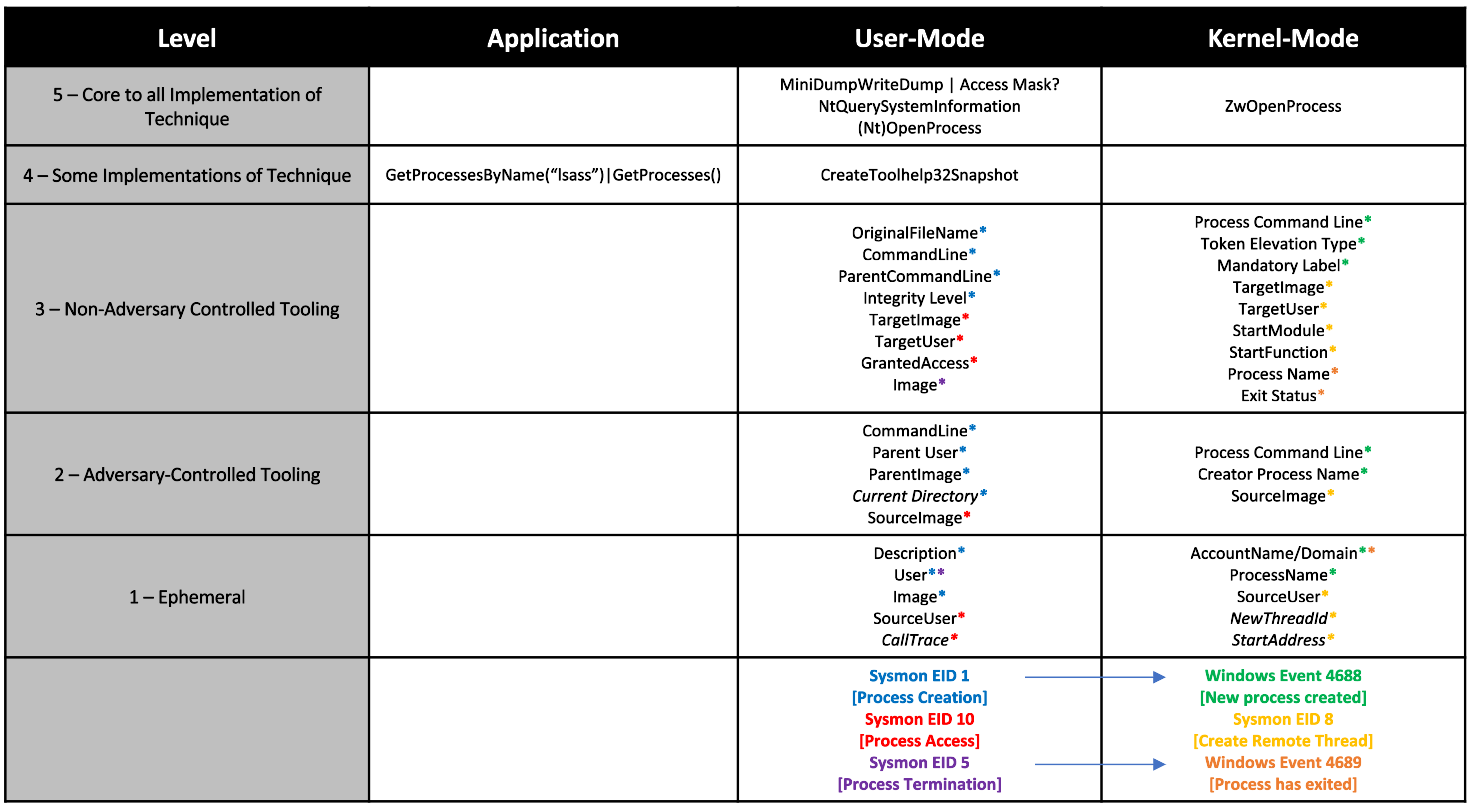 Level
Application
User-Mode
Kernel-Mode
5 – Core to all Implementation of
Technique
MiniDumpWriteDump | Access Mask?
NtQuerySystemInformation
(Nt)OpenProcess
ZwOpenProcess
4 – Some Implementations of Technique
GetProcessesByName(“lsass”)|GetProcesses()
CreateToolhelp32Snapshot
3 – Non-Adversary Controlled Tooling
OriginalFileName*
CommandLine*
ParentCommandLine*
Integrity Level*
TargetImage*
TargetUser*
GrantedAccess*
Image*
Process Command Line*
Token Elevation Type*
Mandatory Label*
TargetImage*
TargetUser*
StartModule*
StartFunction*
Process Name*
Exit Status*
2 – Adversary-Controlled Tooling
CommandLine*
Parent User*
ParentImage*
Current Directory*
SourceImage*
Process Command Line*
Creator Process Name*
SourceImage*
1 – Ephemeral
Description*
User**
Image*
SourceUser*
CallTrace*
AccountName/Domain**
ProcessName*
SourceUser*
NewThreadId*
StartAddress*
Sysmon EID 1
[Process Creation]
Sysmon EID 10
[Process Access]
Sysmon EID 5
[Process Termination]
Windows Event 4688
[New process created]
Sysmon EID 8
[Create Remote Thread]
Windows Event 4689
[Process has exited]